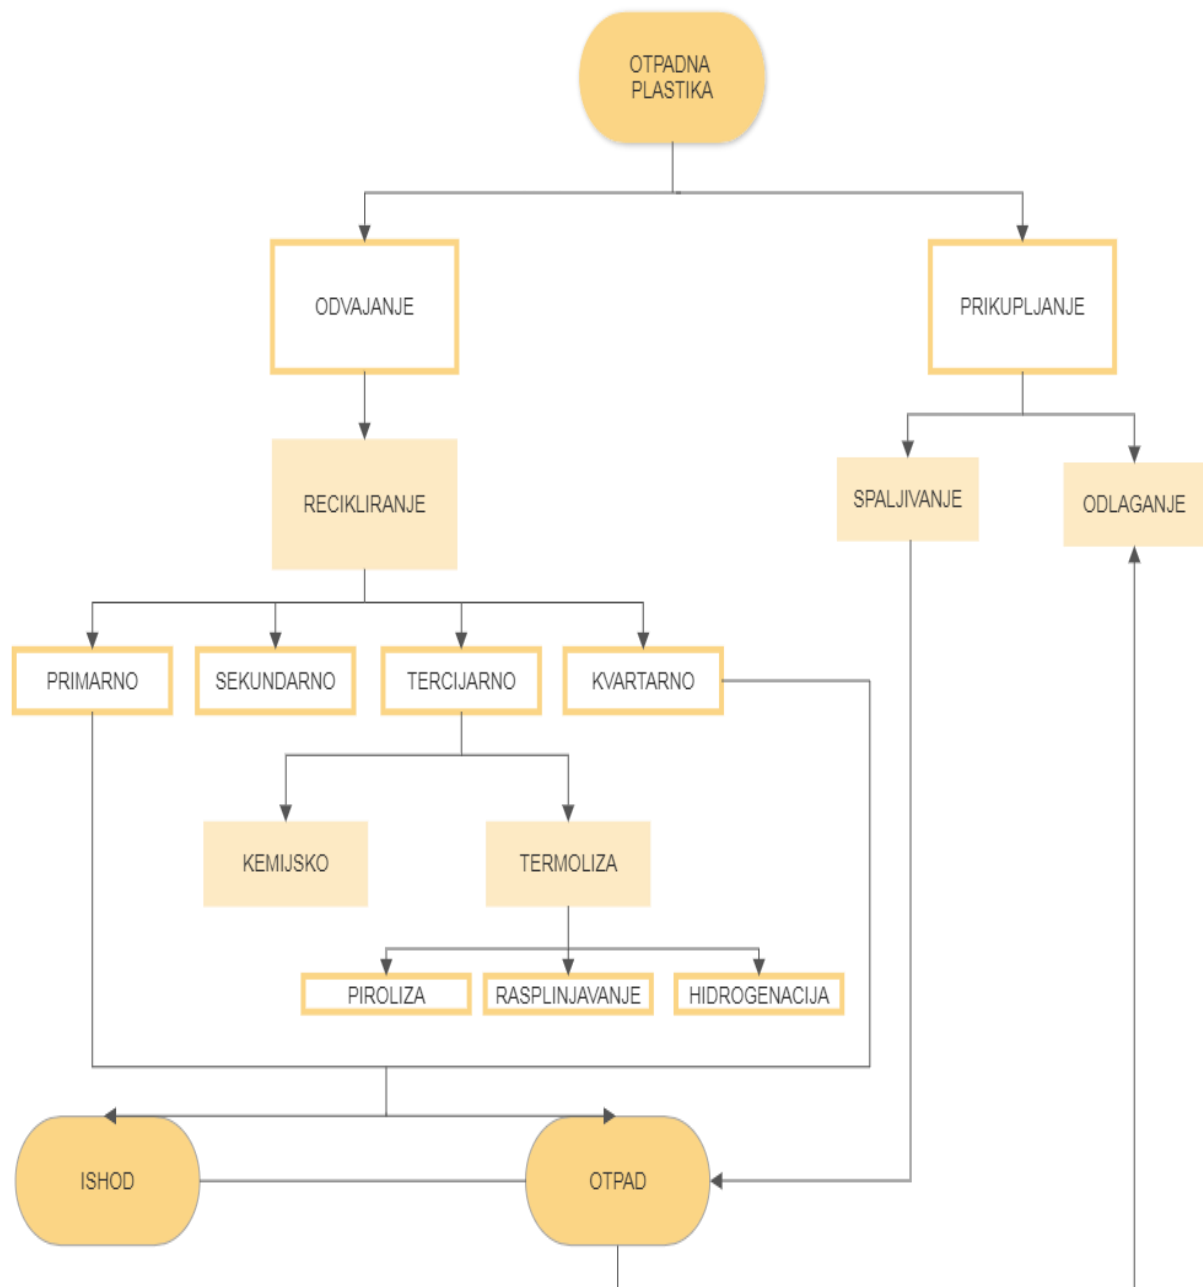 OTPADNA
PLASTIKA
ODVAJANJE
PRIKUPLJANJE
RECIKLIRANJE
SPALJIVANJE
ODLAGANJE
PRIMARNO
SEKUNDARNO
TERCIJARNO
KVARTARNO
KEMIJSKO
TERMOLIZA
PIROLIZA
RASPLINJAVANJE
HIDROGENACIJA
ISHOD
OTPAD